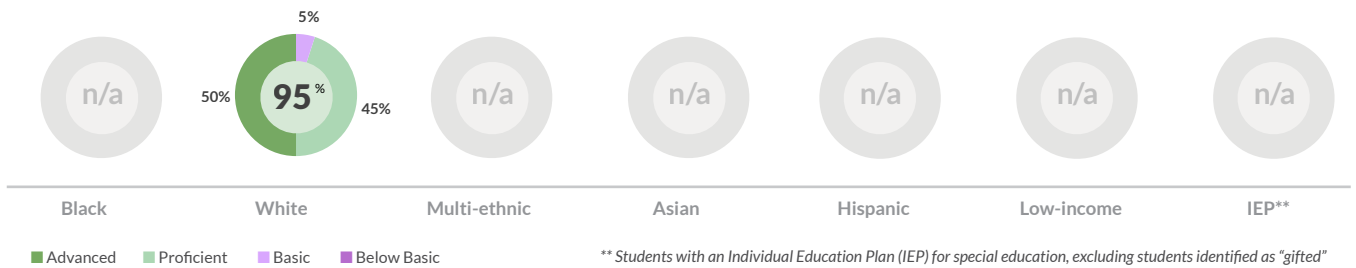 5%
n/a
50%
95%
45%
n/a
n/a
n/a
n/a
n/a
Black
White
Multi-ethnic
Asian
Hispanic
Low-income
IEP**
Advanced
Proficient
Basic
Below Basic
** Students with an Individual Education Plan (IEP) for special education, excluding students identified as “gifted”